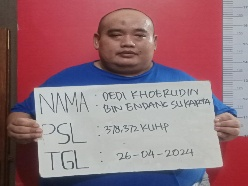 NAMA : DEDI KHOERUDIN
BIN ENDANG SUKARTA
PSL : 378,372 KUHP
TGL : 26-04-2024